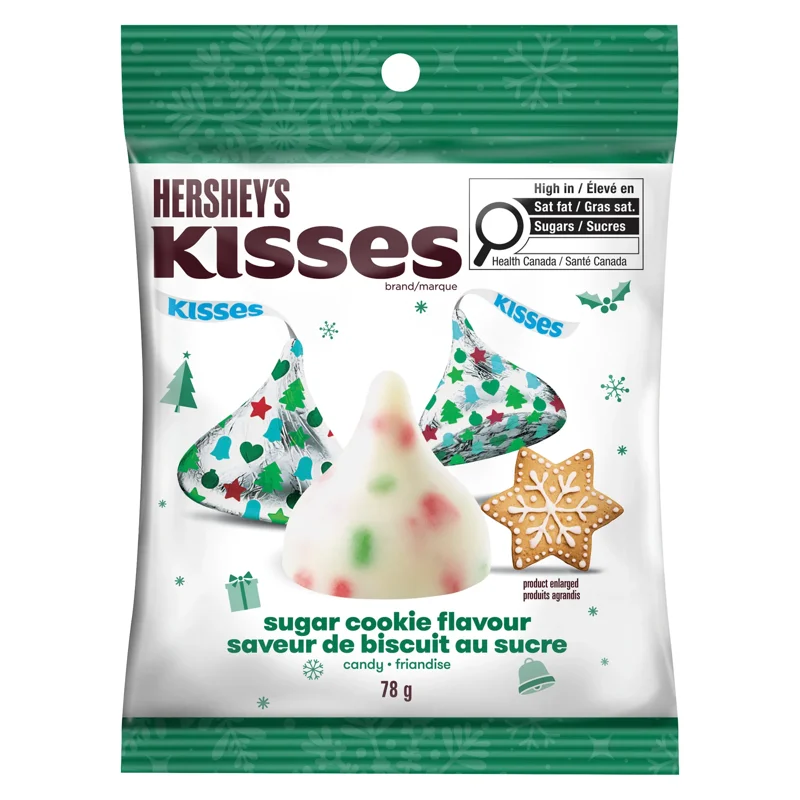 HERSHEY'S
KISSES
brand/marque
High in / Élevé en
Sat fat / Gras sat.
Sugars / Sucres
Health Canada / Santé Canada
KISSES
KISSES
product enlarged
produits agrandis
sugar cookie flavour
saveur de biscuit au sucre
candy • friandise
78 g